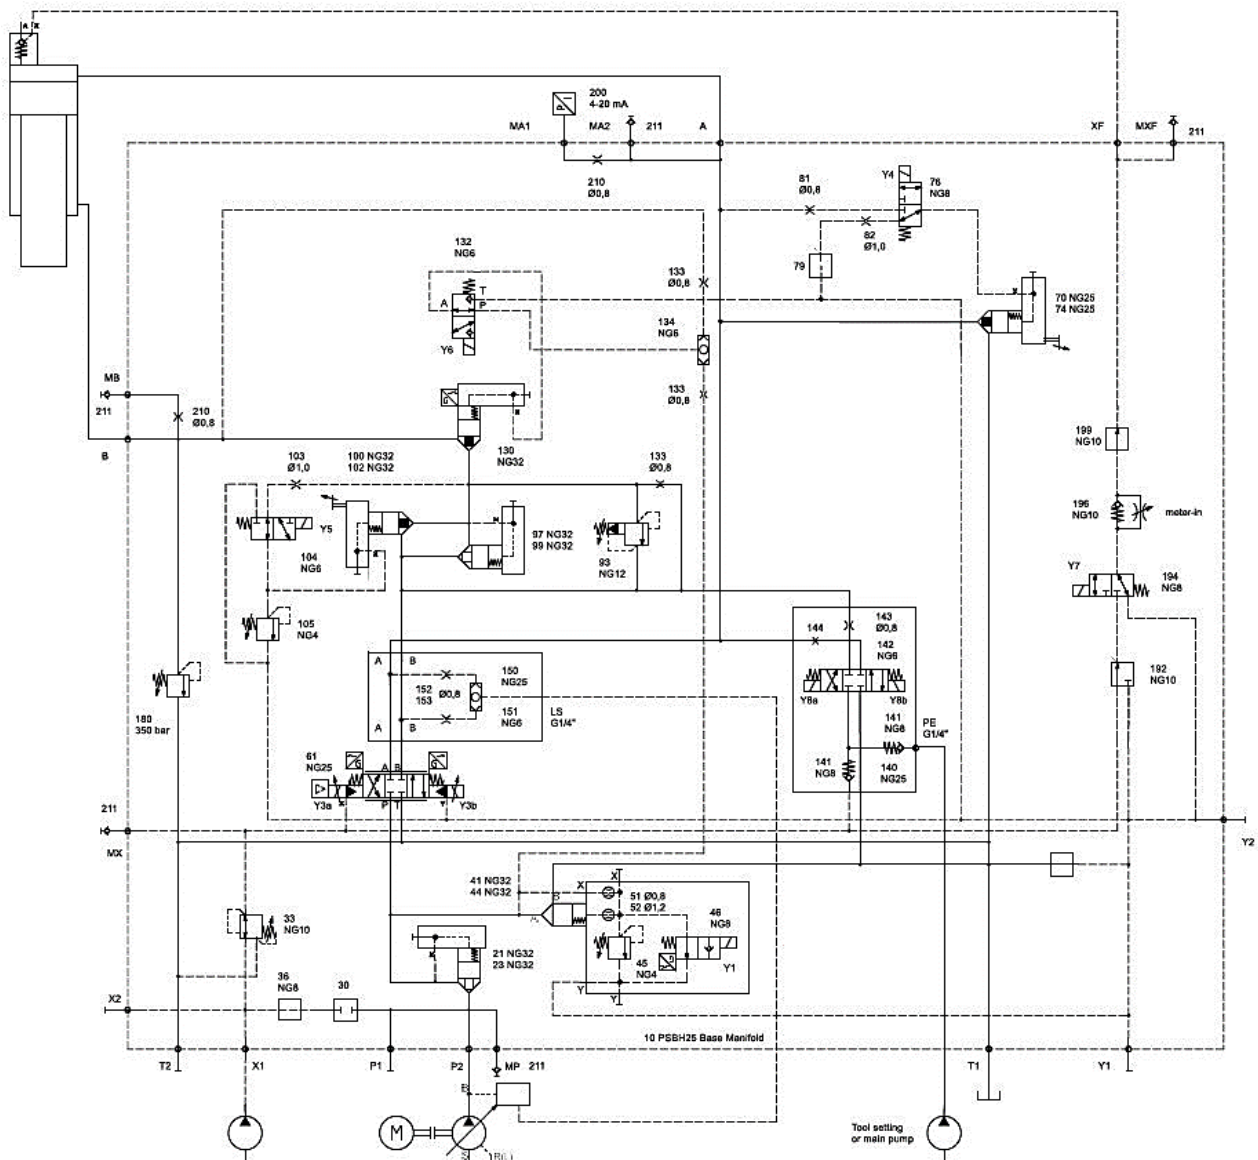 A X
200
4-20 mA
P
I
MA1
MA2
211
A
XF
MXF
211
210
Ø0,8
81
Ø0,8
Y4
76
NG8
82
Ø1,0
79
132
NG6
T
A
P
Y6
133
Ø0,8
134
NG6
133
Ø0,8
70 NG25
74 NG25
MB
211
210
Ø0,8
B
130
NG32
199
NG10
103
Ø1,0
100 NG32
102 NG32
133
Ø0,8
Y5
104
NG6
97 NG32
99 NG32
93
NG12
196
NG10
meter-in
105
NG4
Y7
194
NG8
144
143
Ø0,8
142
NG6
Y8a
Y8b
A B
150
NG25
152
153
Ø0,8
151
NG6
A B
LS
G1/4"
192
NG10
180
350 bar
141
NG8
PE
G1/4"
141
NG8
140
NG25
61
NG25
A B
Y3a
X
P T
Y
Y3b
211
MX
Y2
41 NG32
44 NG32
X
X
B
A
51 Ø0,8
52 Ø1,2
46
NG8
33
NG10
45
NG4
Y1
Y
Y
21 NG32
23 NG32
X2
36
NG8
30
10 PSBH25 Base Manifold
T2
X1
P1
P2
MP
211
T1
Y1
B
M
S
R(L)
Tool setting
or main pump